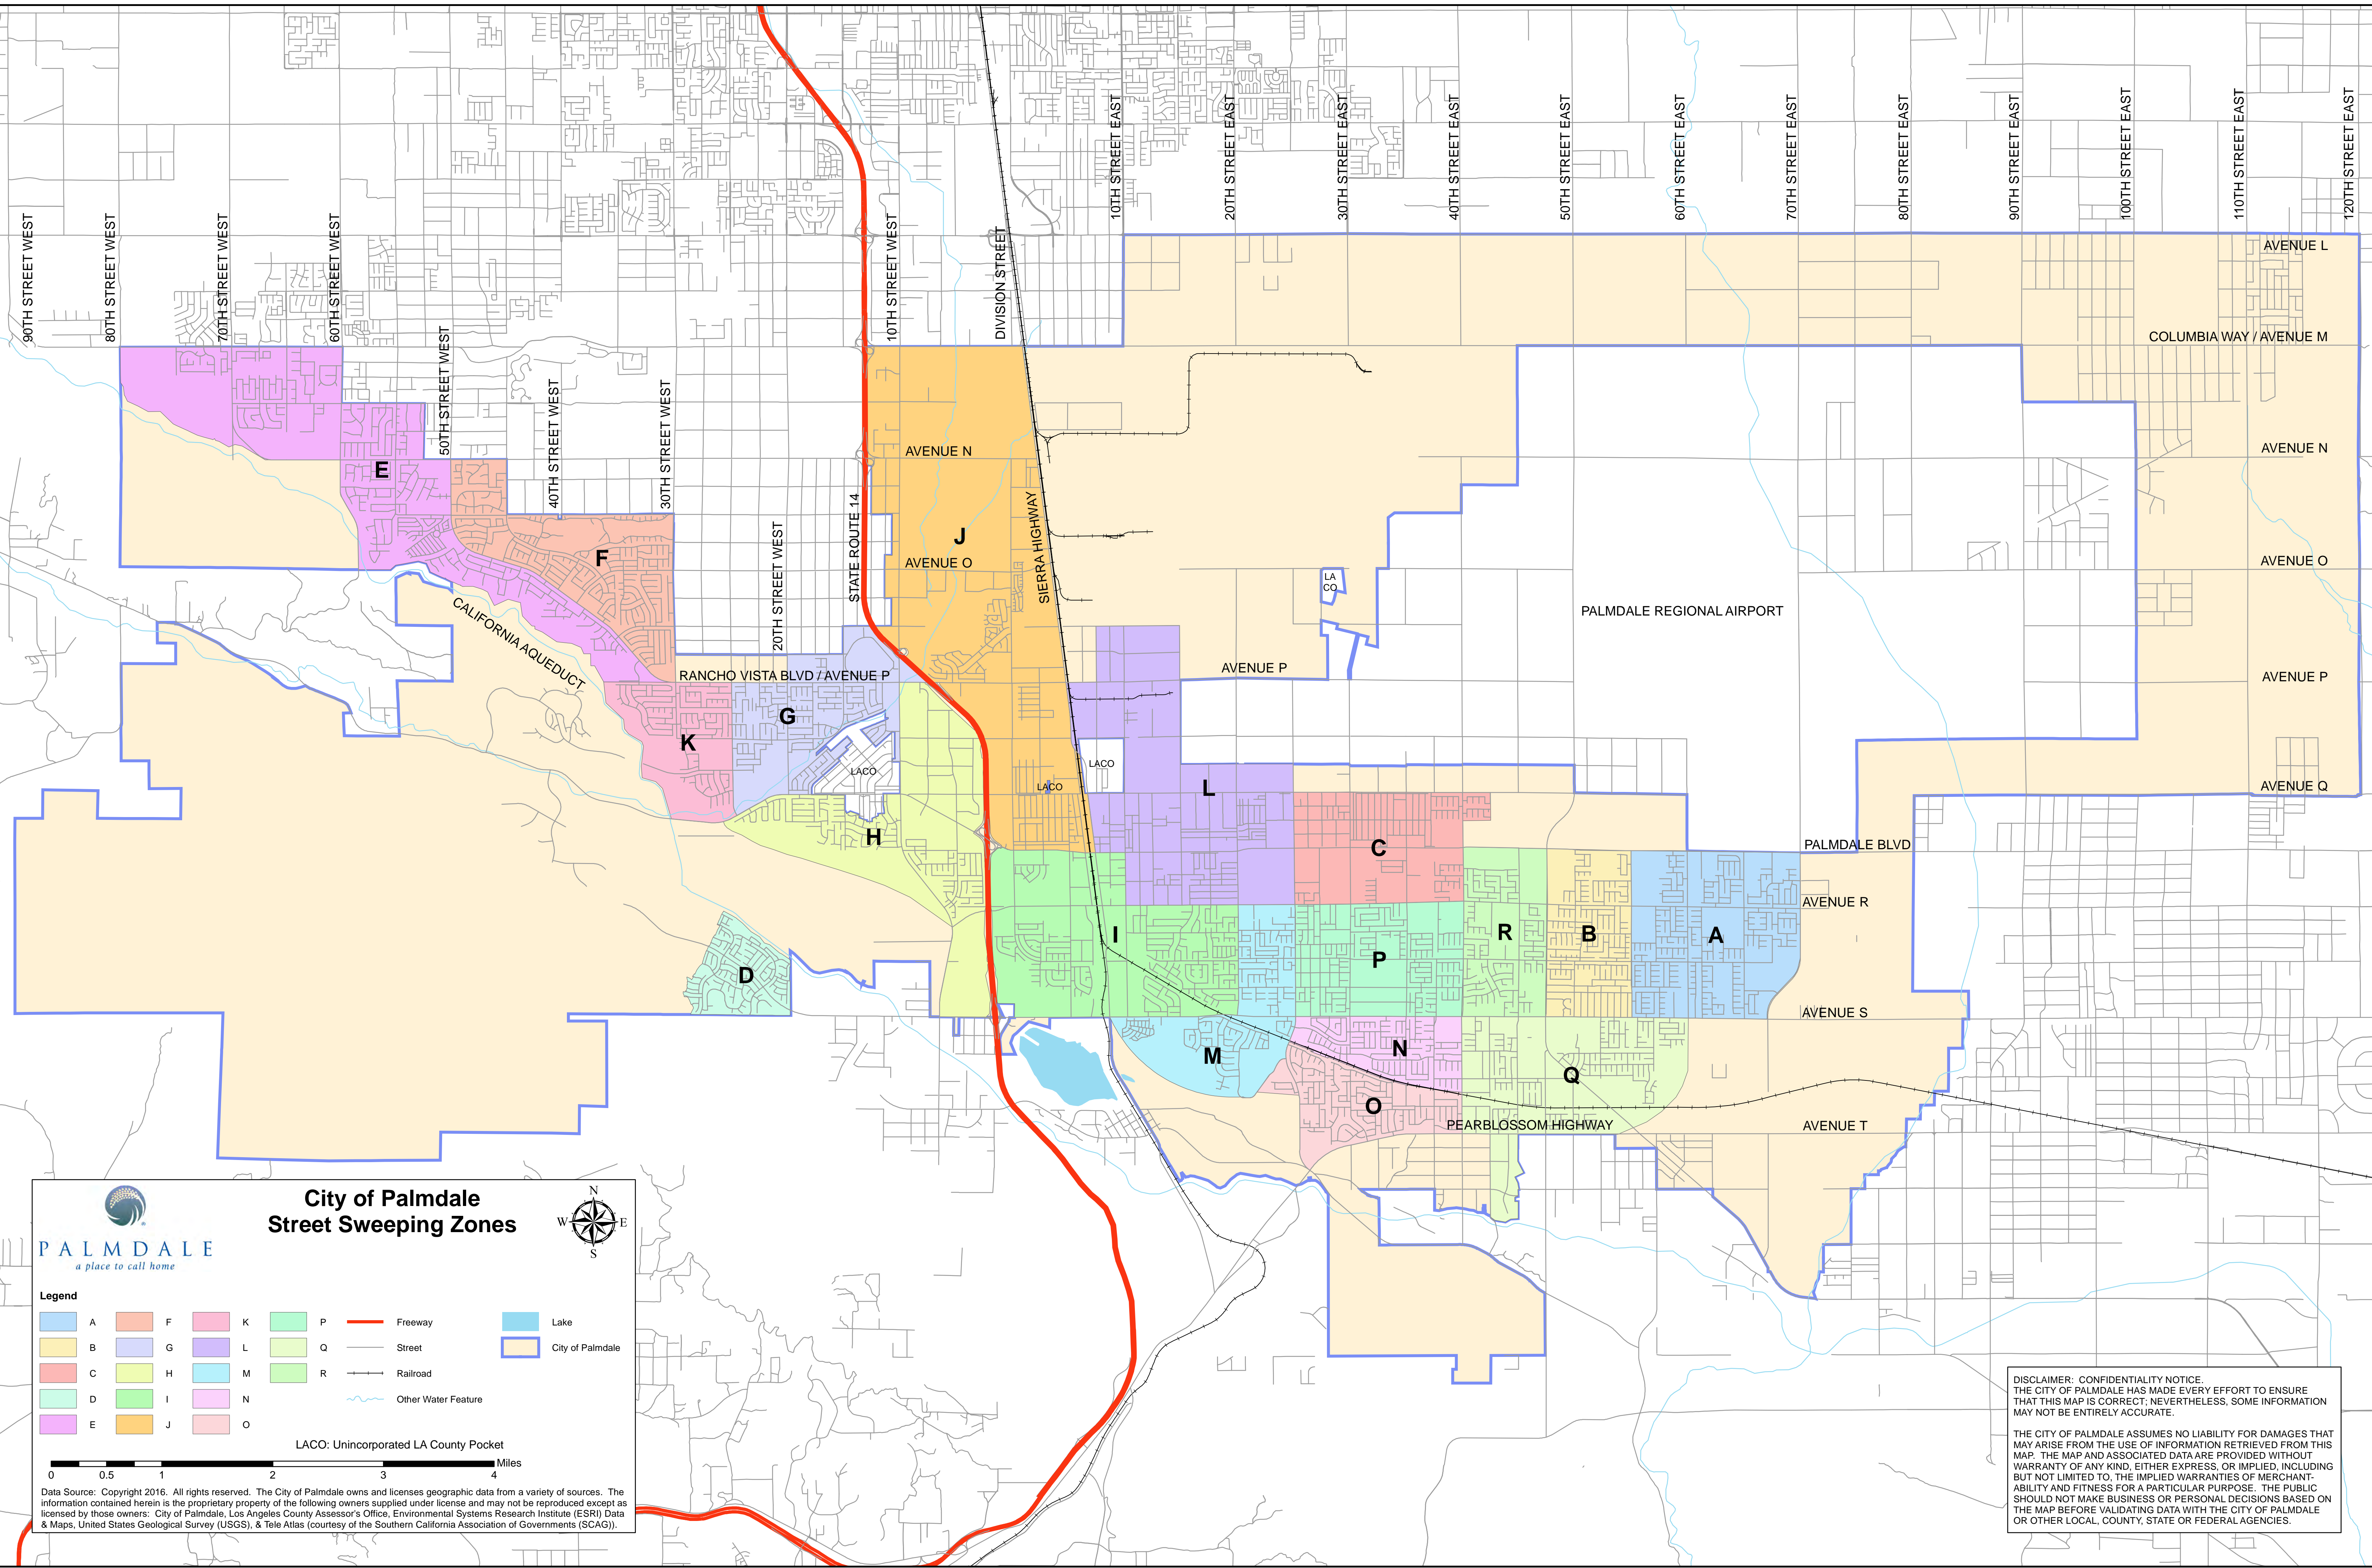 10TH STREET EAST
20TH STREET EAST
30TH STREET EAST
40TH STREET EAST
50TH STREET EAST
60TH STREET EAST
70TH STREET EAST
80TH STREET EAST
90TH STREET EAST
100TH STREET EAST
110TH STREET EAST
120TH STREET EAST
90TH STREET WEST
80TH STREET WEST
70TH STREET WEST
60TH STREET WEST
50TH STREET WEST
40TH STREET WEST
30TH STREET WEST
20TH STREET WEST
STATE ROUTE 14
10TH STREET WEST
DIVISION STREET
SIERRA HIGHWAY
AVENUE L
COLUMBIA WAY / AVENUE M
AVENUE N
AVENUE N
AVENUE O
AVENUE O
LA
CO
PALMDALE REGIONAL AIRPORT
CALIFORNIA AQUEDUCT
RANCHO VISTA BLVD / AVENUE P
AVENUE P
AVENUE P
LACO
LACO
LACO
AVENUE Q
PALMDALE BLVD
AVENUE R
AVENUE S
PEARBLOSSOM HIGHWAY
AVENUE T
E
F
J
G
K
L
H
C
I
R
B
A
P
D
M
N
Q
O
City of Palmdale
Street Sweeping Zones
N
W
E
S
PALMDALE
®
a place to call home
Legend
A
F
K
P
Freeway
Lake
B
G
L
Q
Street
City of Palmdale
C
H
M
R
Railroad
D
I
N
Other Water Feature
E
J
O
LACO: Unincorporated LA County Pocket
Miles
0 0.5 1 2 3 4
Data Source: Copyright 2016. All rights reserved. The City of Palmdale owns and licenses geographic data from a variety of sources. The
information contained herein is the proprietary property of the following owners supplied under license and may not be reproduced except as
licensed by those owners: City of Palmdale, Los Angeles County Assessor's Office, Environmental Systems Research Institute (ESRI) Data
& Maps, United States Geological Survey (USGS), & Tele Atlas (courtesy of the Southern California Association of Governments (SCAG)).
DISCLAIMER: CONFIDENTIALITY NOTICE.
THE CITY OF PALMDALE HAS MADE EVERY EFFORT TO ENSURE
THAT THIS MAP IS CORRECT; NEVERTHELESS, SOME INFORMATION
MAY NOT BE ENTIRELY ACCURATE.
THE CITY OF PALMDALE ASSUMES NO LIABILITY FOR DAMAGES THAT
MAY ARISE FROM THE USE OF INFORMATION RETRIEVED FROM THIS
MAP. THE MAP AND ASSOCIATED DATA ARE PROVIDED WITHOUT
WARRANTY OF ANY KIND, EITHER EXPRESS, OR IMPLIED, INCLUDING
BUT NOT LIMITED TO, THE IMPLIED WARRANTIES OF MERCHANT-
ABILITY AND FITNESS FOR A PARTICULAR PURPOSE. THE PUBLIC
SHOULD NOT MAKE BUSINESS OR PERSONAL DECISIONS BASED ON
THE MAP BEFORE VALIDATING DATA WITH THE CITY OF PALMDALE
OR OTHER LOCAL, COUNTY, STATE OR FEDERAL AGENCIES.